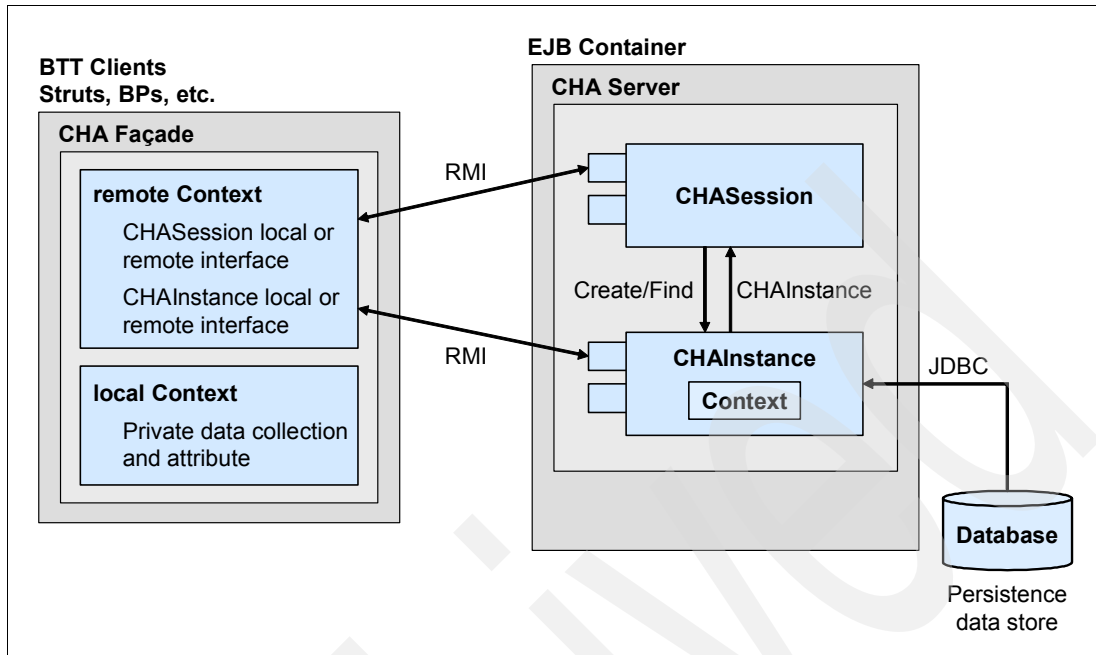 BTT Clients
Struts, BPs, etc.
CHA Façade
remote Context
CHASession local or
remote interface
CHAInstance local or
remote interface
local Context
Private data collection
and attribute
RMI
RMI
EJB Container
CHA Server
CHASession
Create/Find
CHAInstance
CHAInstance
Context
JDBC
Database
Persistence
data store